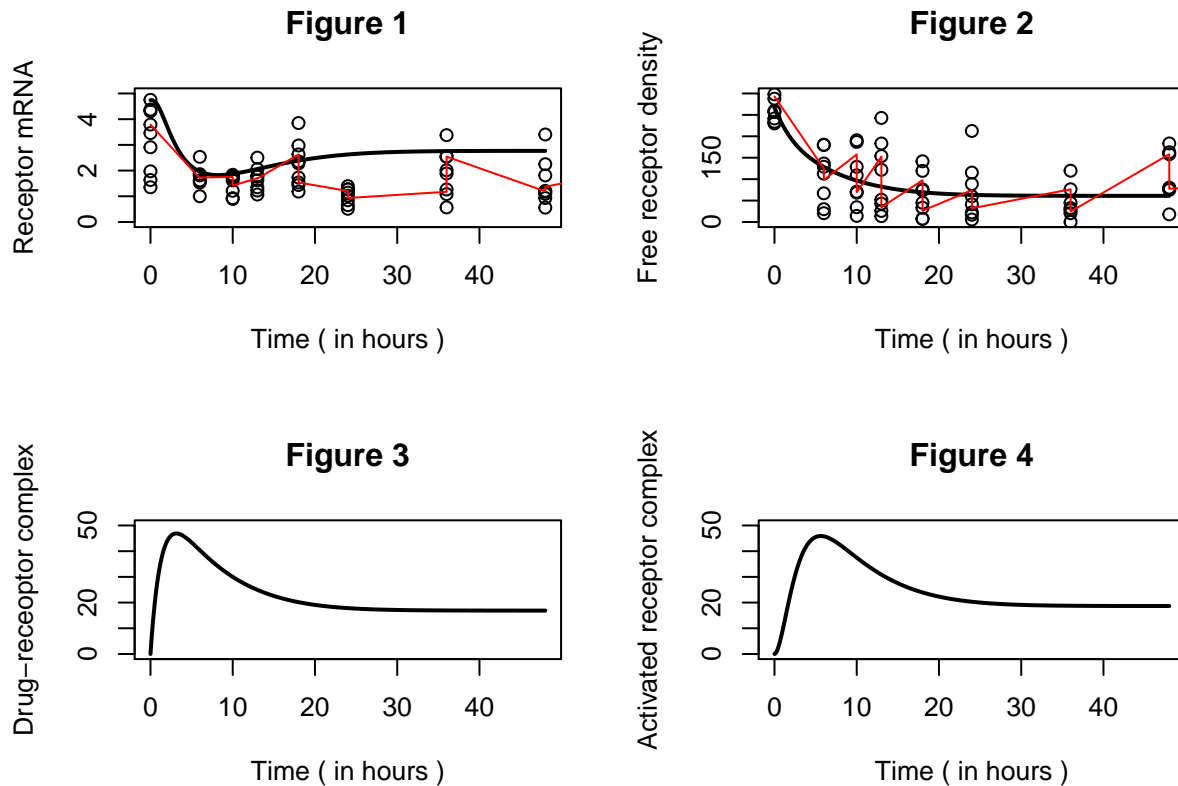 Figure 1
Receptor mRNA
0 2 4
0 10 20 30 40
Time ( in hours )
Figure 2
Free receptor density
0 150
0 10 20 30 40
Time ( in hours )
Figure 3
Drug−receoptor complex
0 20 50
0 10 20 30 40
Time ( in hours )
Figure 4
Activated receptor complex
0 20 50
0 10 20 30 40
Time ( in hours )